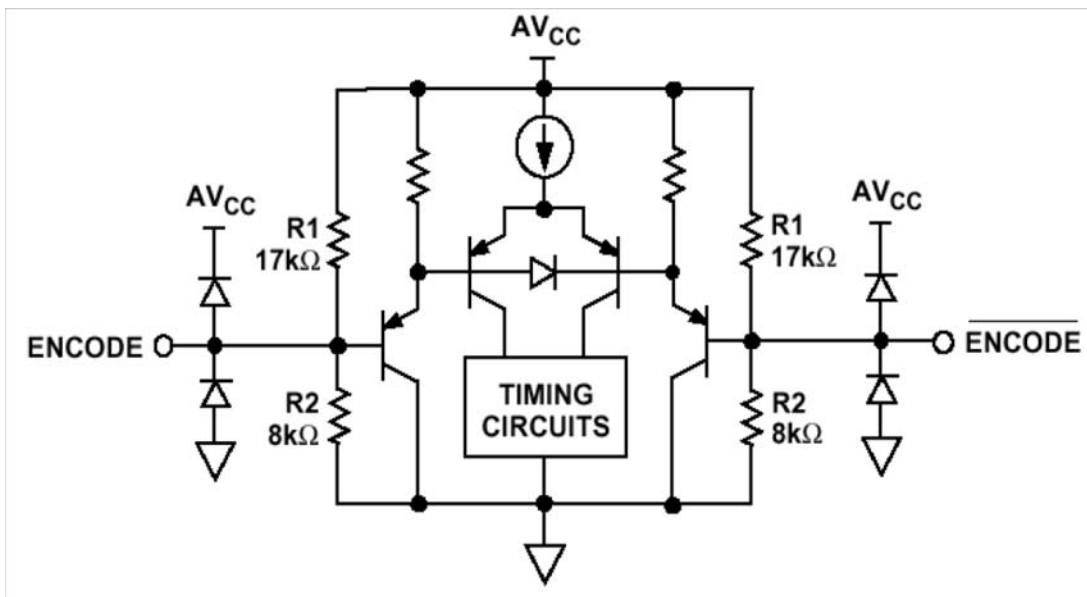 AVCC
AVCC
R1
17kΩ
R1
17kΩ
AVCC
ENCODE
ENCODE
R2
8kΩ
TIMING
CIRCUITS
R2
8kΩ